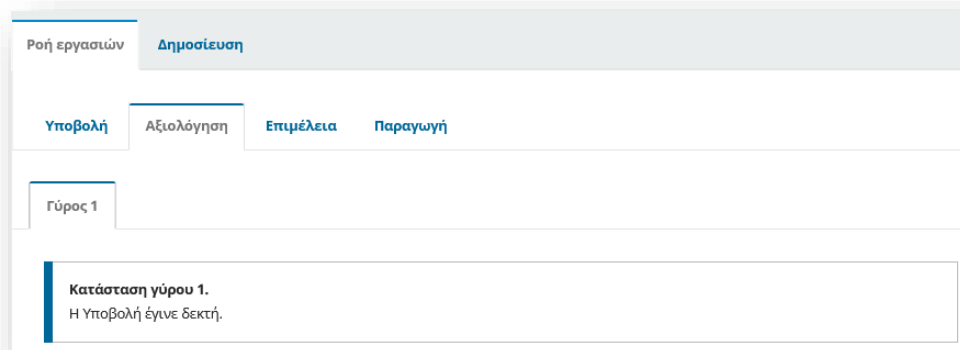 Ροή εργασιών Δημοσίευση
Υποβολή Αξιολόγηση Επιμέλεια Παραγωγή
Γύρος 1
Κατάσταση γύρου 1.
Η Υποβολή έγινε δεκτή.